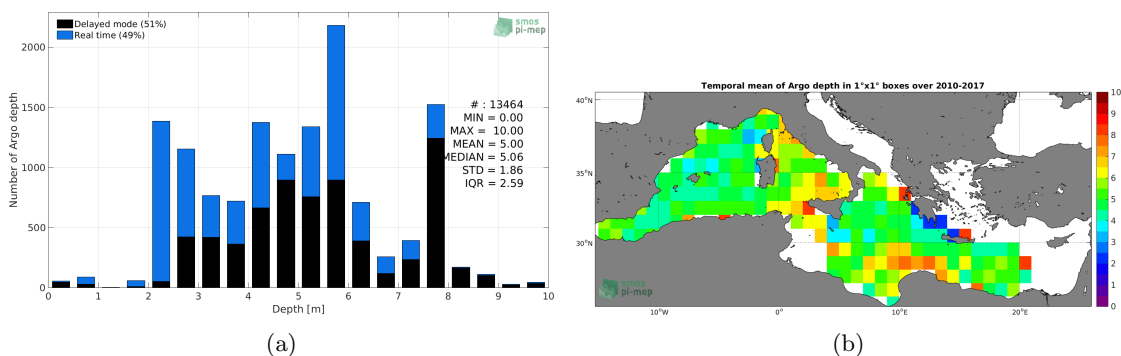 Delayed mode (51%)
Real time (49%)
smos
pi-mep
2000
1500
1000
500
0
Number of Argo depth
# : 13464
MIN = 0.00
MAX = 10.00
MEAN = 5.00
MEDIAN = 5.06
STD = 1.86
IQR = 2.59
0 1 2 3 4 5 6 7 8 9 10
Depth [m]
(a)
Temporal mean of Argo depth in 1°x1° boxes over 2010-2017
40°N
35°N
30°N
10°W 0°E 10°E 20°E
smos
pi-mep
10
9
8
7
6
5
4
3
2
1
0
(b)